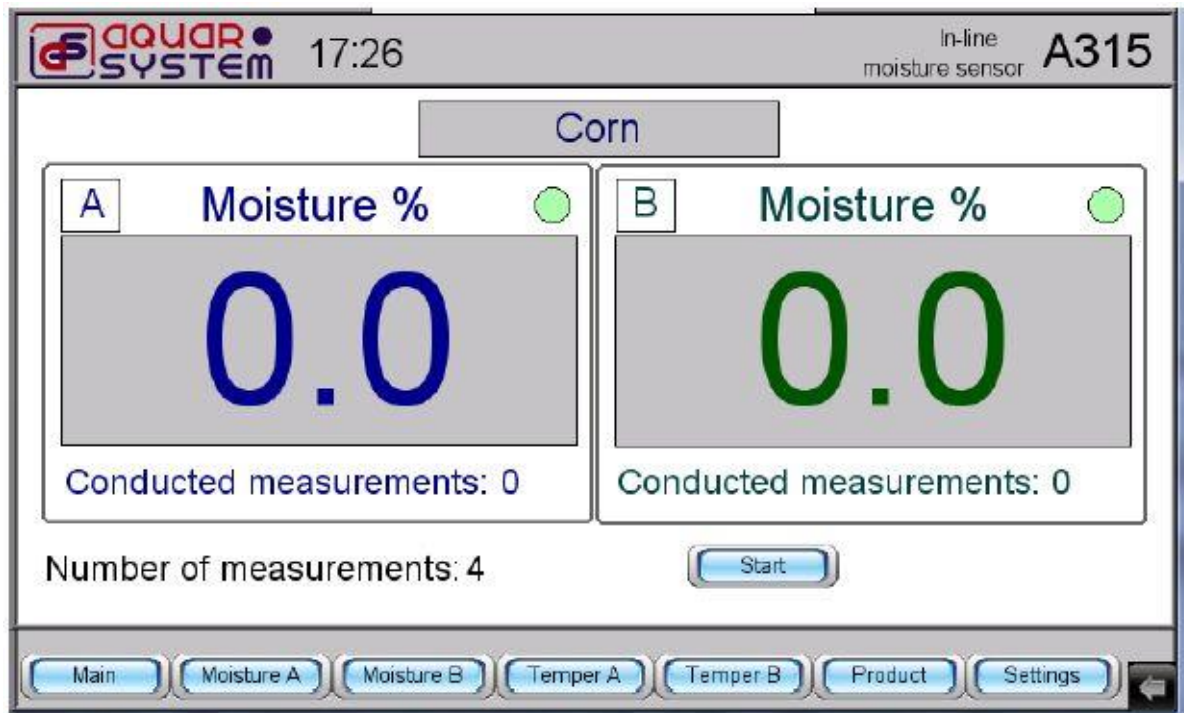 aquar system 17:26 In-line moisture sensor A315
Corn
A Moisture %
0.0
Conducted measurements: 0
B Moisture %
0.0
Conducted measurements: 0
Number of measurements: 4 Start
Main Moisture A Moisture B Temper A Temper B Product Settings